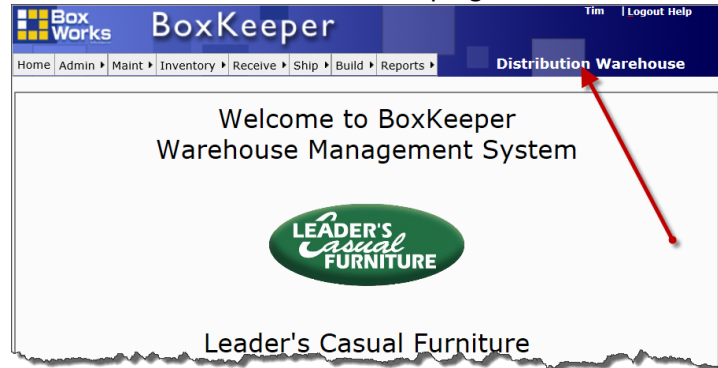 Box
Works
BoxKeeper
Tim | Logout Help
Home Admin Maint Inventory Receive Ship Build Reports
Distribution Warehouse
Welcome to BoxKeeper
Warehouse Management System
LEADER'S
Casual
FURNITURE
Leader's Casual Furniture